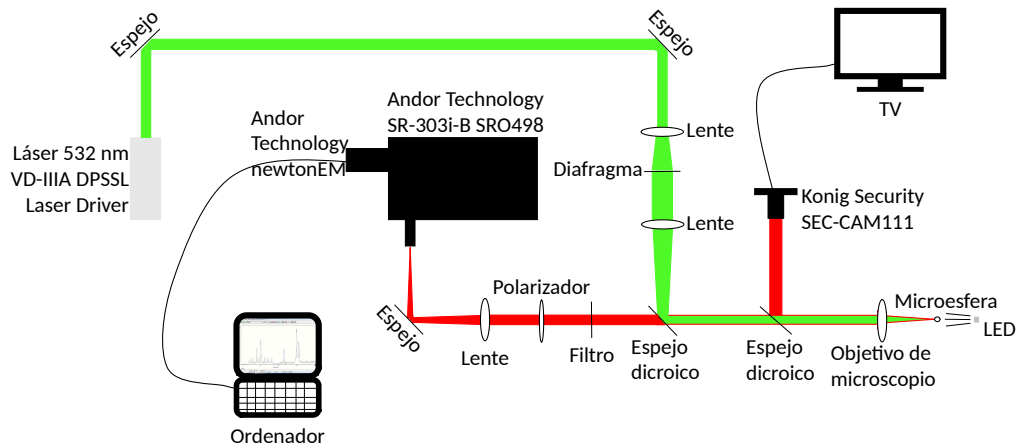 Espejo
Espejo
TV
Andor Technology
SR-303i-B SRO498
Andor
Technology
newtonEM
Láser 532 nm
VD-IIIA DPSSL
Laser Driver
Lente
Diafragma
Lente
Konig Security
SEC-CAM111
Polarizador
Espejo
Lente
Filtro
Espejo
dicroico
Espejo
dicroico
Microesfera
LED
Objetivo de
microscopio
Ordenador